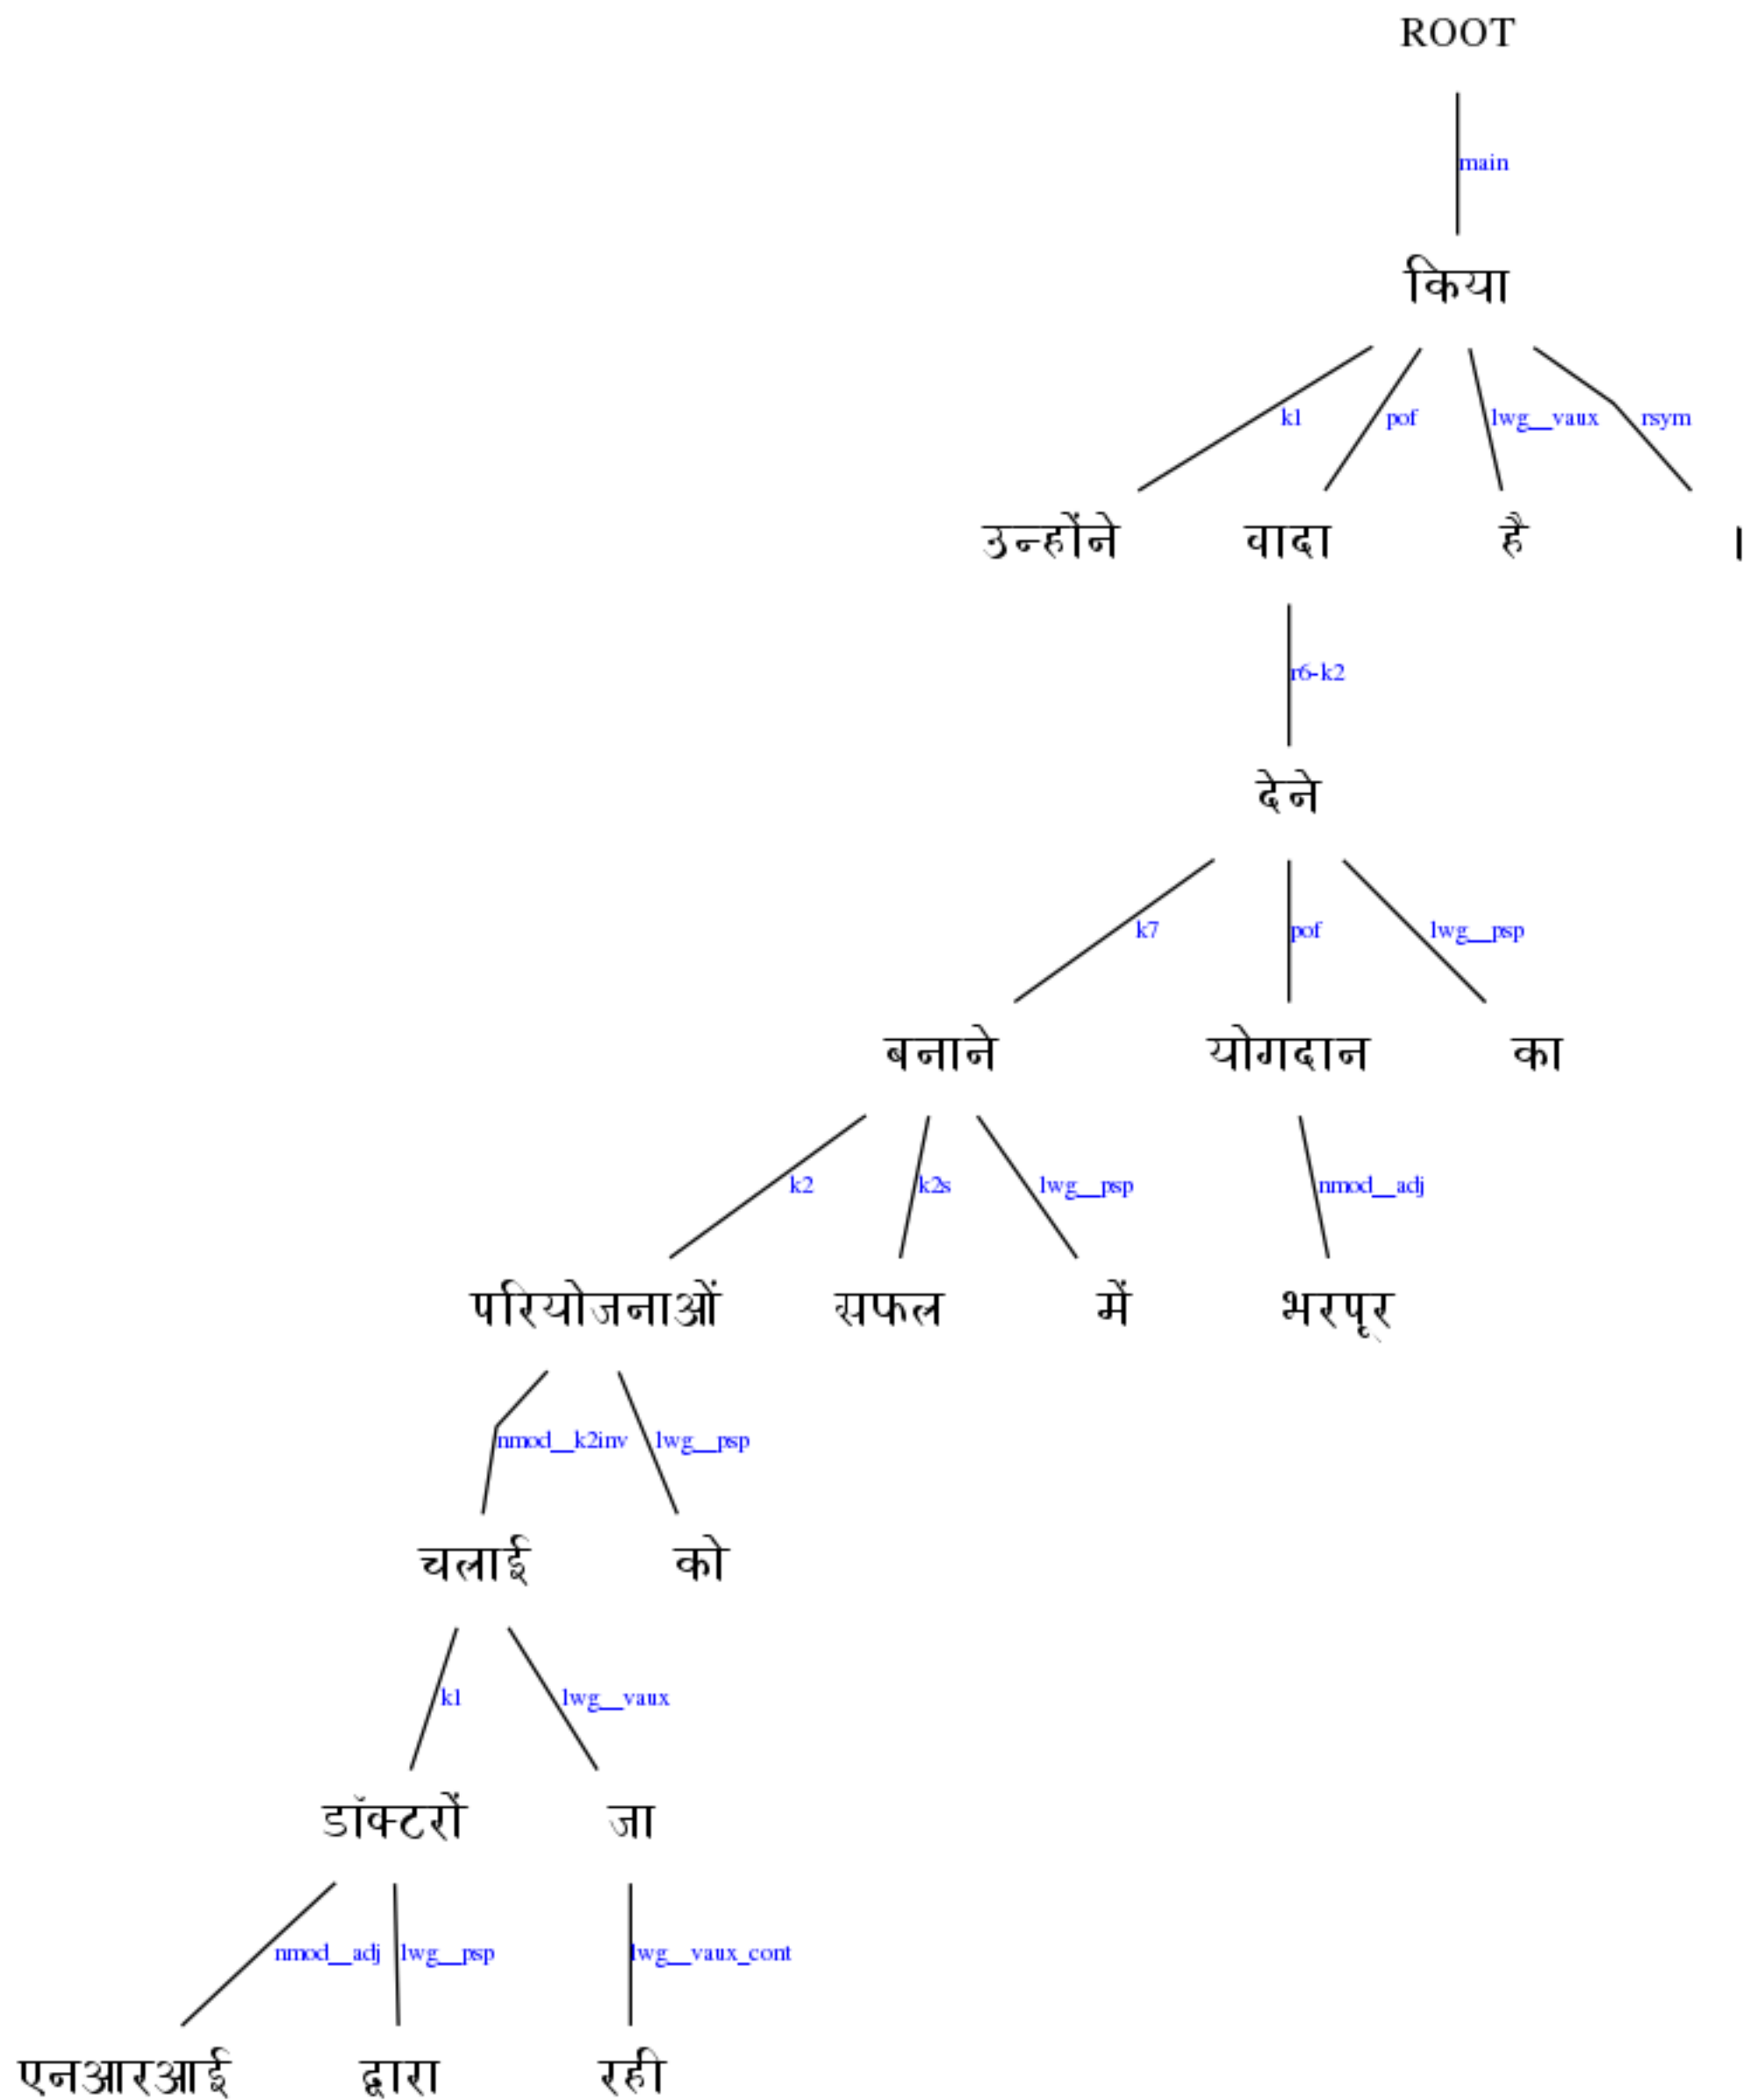 ROOT
main
किया
k1 pof lwg__vaux rsym
उन्होंने वादा है ।
r6-k2
देने
k7 pof lwg__psp
बनाने योगदान का
k2 k2s lwg__psp nmod__adj
परियोजनाओं सफल में भरपूर
nmod__k2inv lwg__psp
चलाई को
k1 lwg__vaux
डॉक्टरों जा
nmod__adj lwg__psp lwg__vaux_cont
एनआरआई द्वारा रही